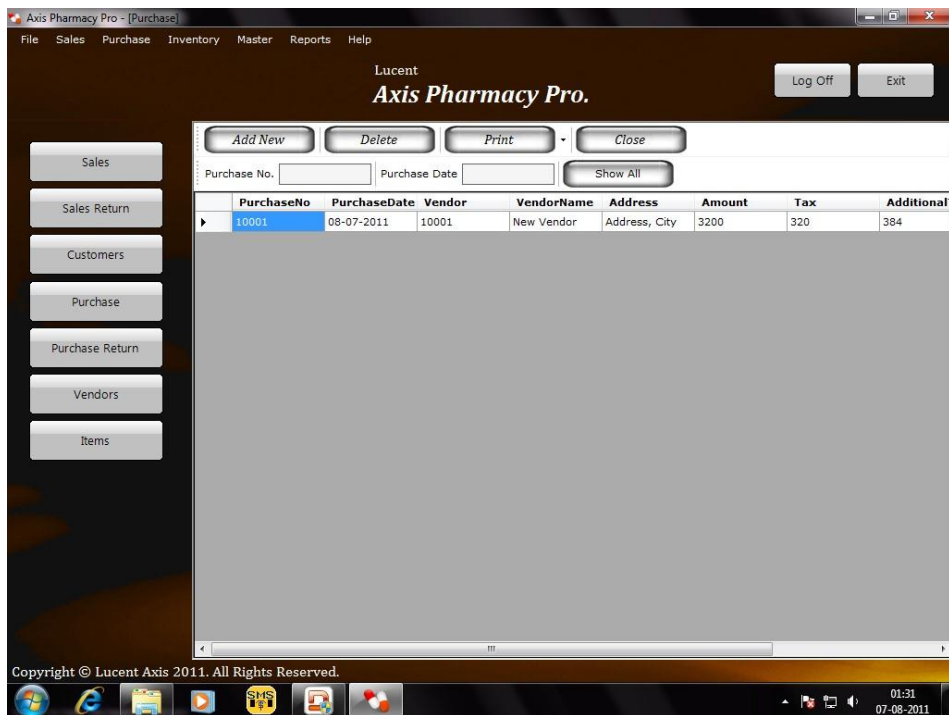 Axis Pharmacy Pro - [Purchase]
File Sales Purchase Inventory Master Reports Help
Lucent
Axis Pharmacy Pro.
Log Off Exit
Add New Delete Print Close
Purchase No. Purchase Date Show All
Sales
Sales Return
Customers
Purchase
Purchase Return
Vendors
Items
PurchaseNo PurchaseDate Vendor VendorName Address Amount Tax Additional
10001 08-07-2011 10001 New Vendor Address, City 3200 320 384
Copyright © Lucent Axis 2011. All Rights Reserved.
SMS
01:31
07-08-2011